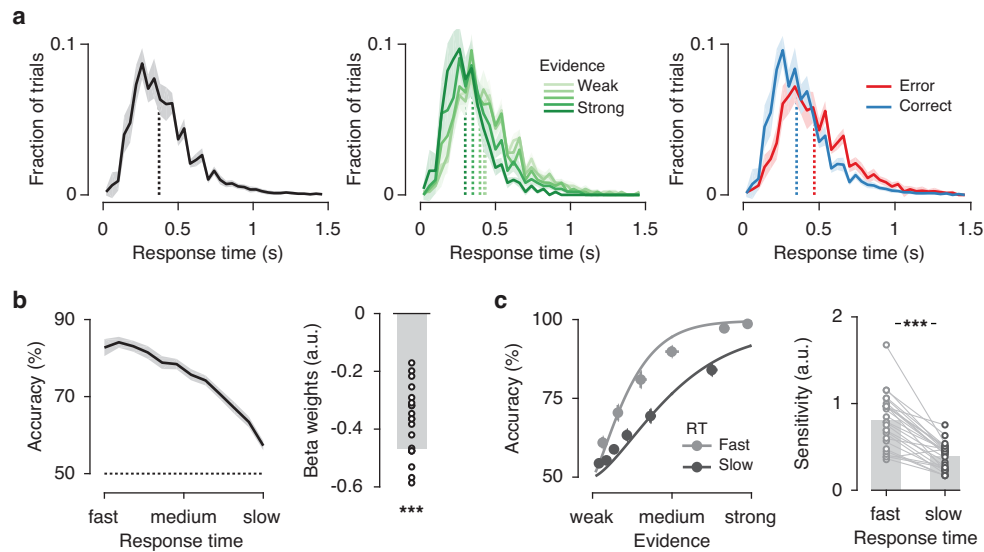 a
0.1
0
Fraction of trials
0 0.5 1 1.5
Response time (s)
0.1
0
Fraction of trials
Evidence
Weak
Strong
0 0.5 1 1.5
Response time (s)
0.1
0
Fraction of trials
Error
Correct
0 0.5 1 1.5
Response time (s)
b
90
70
50
Accuracy (%)
fast medium slow
Response time
0
-0.2
-0.4
-0.6
Beta weights (a.u.)
***
c
100
75
50
Accuracy (%)
RT
Fast
Slow
weak medium strong
Evidence
***
2
1
0
Sensitivity (a.u.)
fast slow
Response time